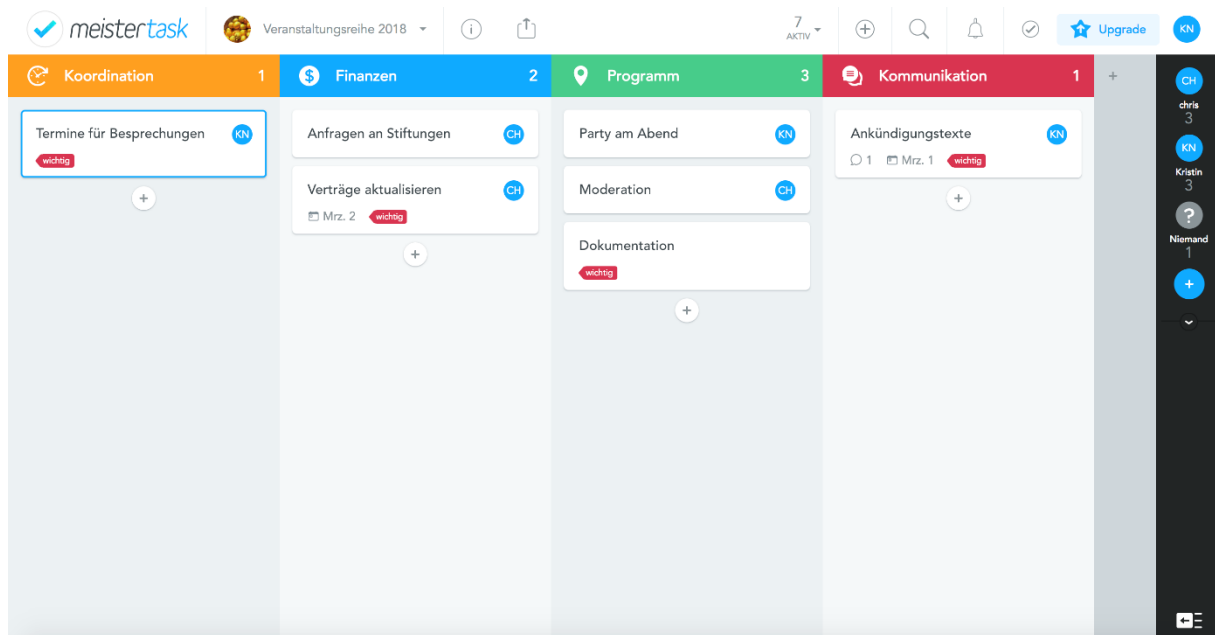 meistertask
Veranstaltungsreihe 2018
7
AKTIV
Upgrade
KN
Koordination 1
Termine für Besprechungen KN
wichtig
Finanzen 2
Anfragen an Stiftungen CH
Verträge aktualisieren CH
Mrz. 2 wichtig
Programm 3
Party am Abend KN
Moderation CH
Dokumentation
wichtig
Kommunikation 1
Ankündigungstexte KN
1 Mrz. 1 wichtig
CH
chris
3
KN
Kristin
3
?
Niemand
1